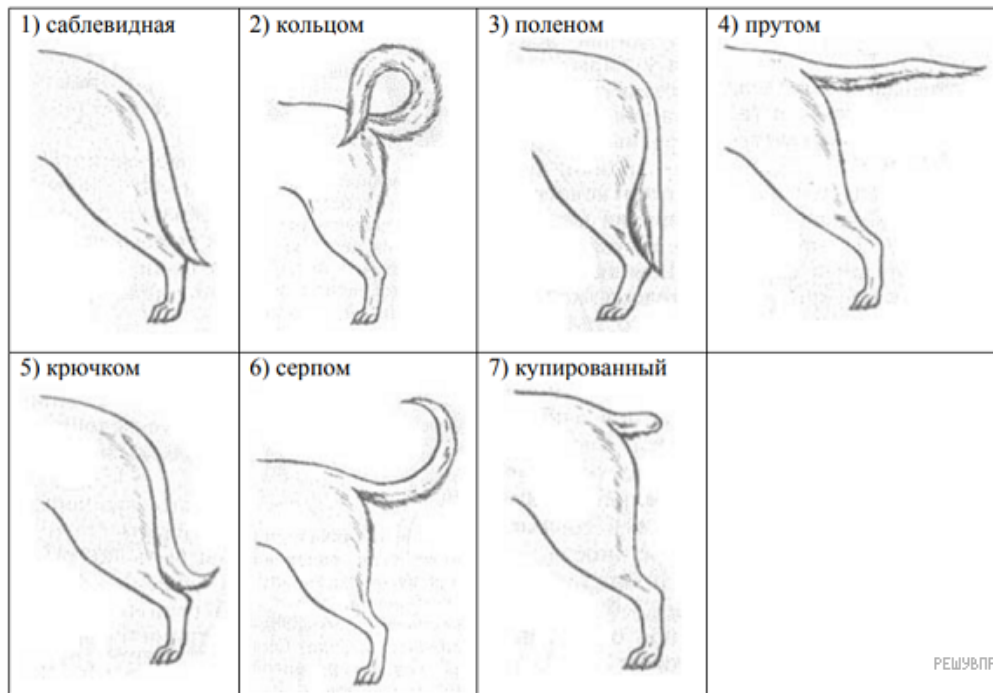 1) саблевидная
2) кольцом
3) поленом
4) прутом
5) крючком
6) серпом
7) купированный
РЕШУВПР